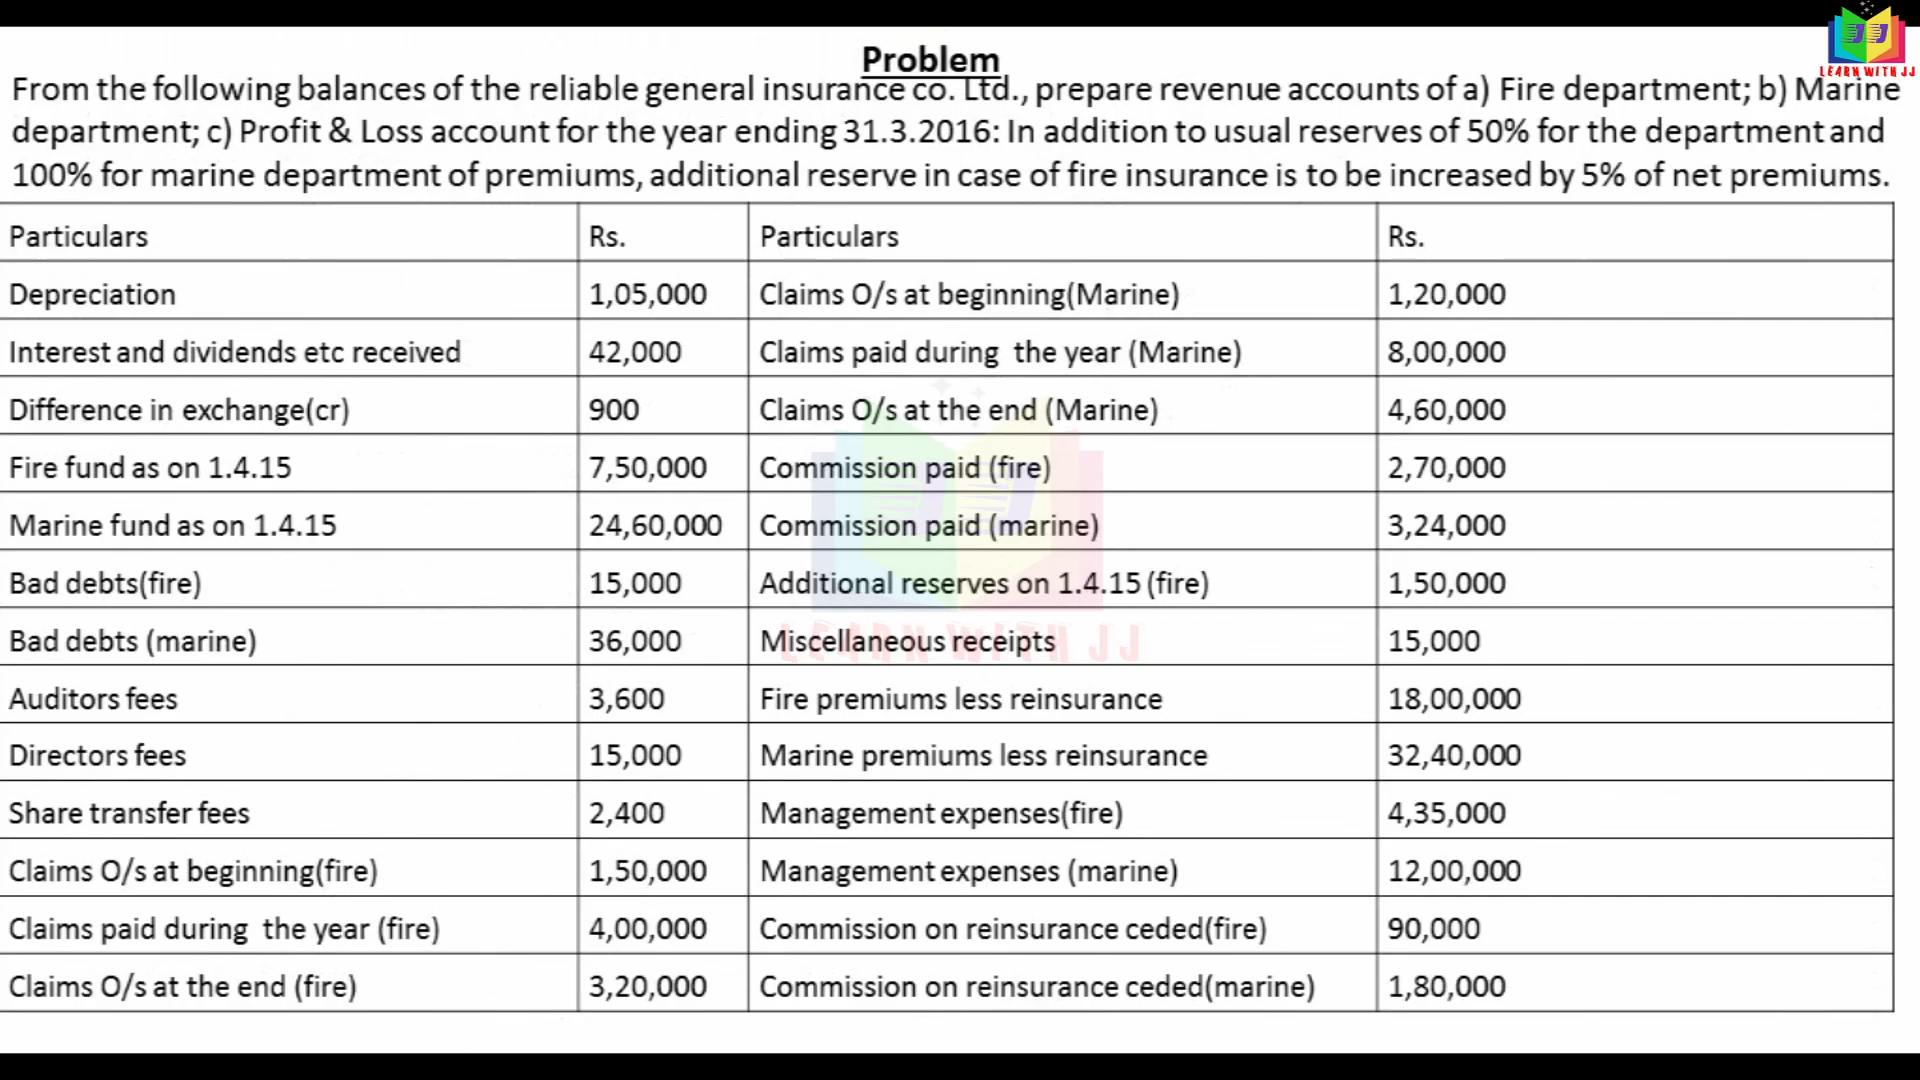 LEARN WITH JJ
Problem
From the following balances of the reliable general insurance co. Ltd., prepare revenue accounts of a) Fire department; b) Marine
department; c) Profit & Loss account for the year ending 31.3.2016: In addition to usual reserves of 50% for the department and
100% for marine department of premiums, additional reserve in case of fire insurance is to be increased by 5% of net premiums.
Particulars Rs. Particulars Rs.
Depreciation 1,05,000 Claims O/s at beginning(Marine) 1,20,000
Interest and dividends etc received 42,000 Claims paid during the year (Marine) 8,00,000
Difference in exchange(cr) 900 Claims O/s at the end (Marine) 4,60,000
Fire fund as on 1.4.15 7,50,000 Commission paid (fire) 2,70,000
Marine fund as on 1.4.15 24,60,000 Commission paid (marine) 3,24,000
Bad debts(fire) 15,000 Additional reserves on 1.4.15 (fire) 1,50,000
Bad debts (marine) 36,000 Miscellaneous receipts 15,000
LEARN WITH JJ
Auditors fees 3,600 Fire premiums less reinsurance 18,00,000
Directors fees 15,000 Marine premiums less reinsurance 32,40,000
Share transfer fees 2,400 Management expenses(fire) 4,35,000
Claims O/s at beginning(fire) 1,50,000 Management expenses (marine) 12,00,000
Claims paid during the year (fire) 4,00,000 Commission on reinsurance ceded(fire) 90,000
Claims O/s at the end (fire) 3,20,000 Commission on reinsurance ceded(marine) 1,80,000